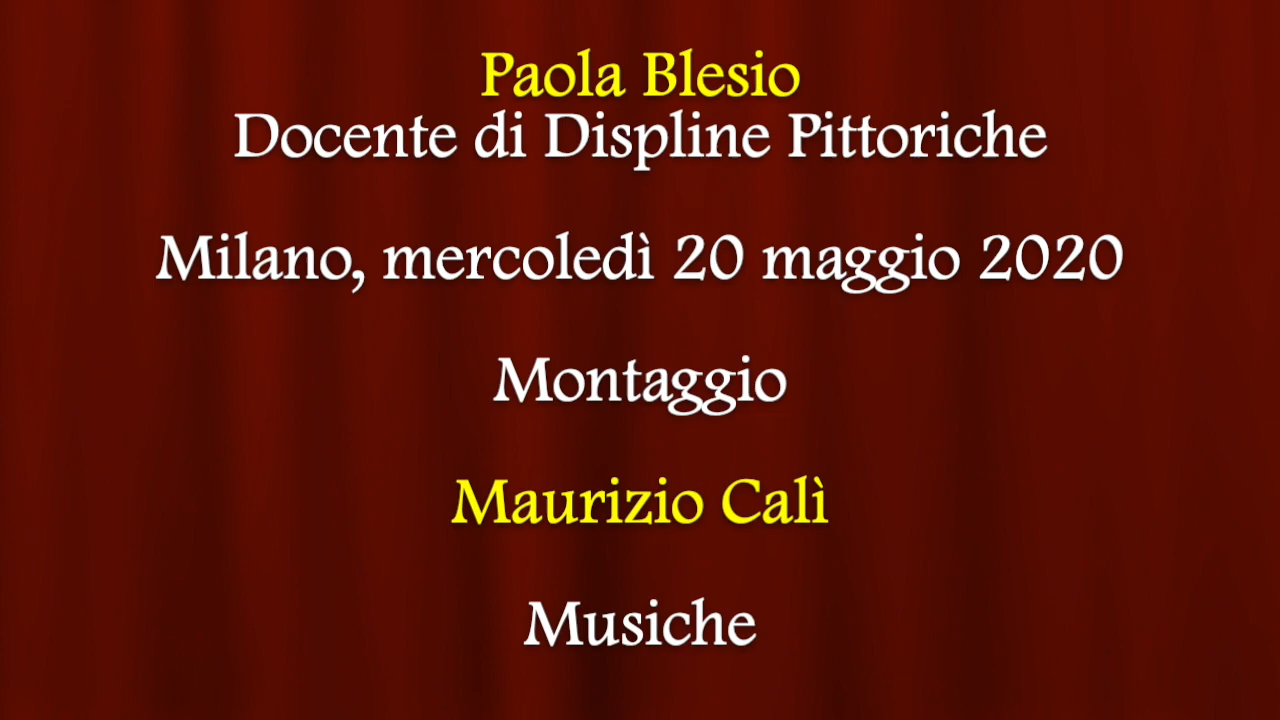 Paola Blesio
Docente di Displine Pittoriche
Milano, mercoledì 20 maggio 2020
Montaggio
Maurizio Calì
Musiche